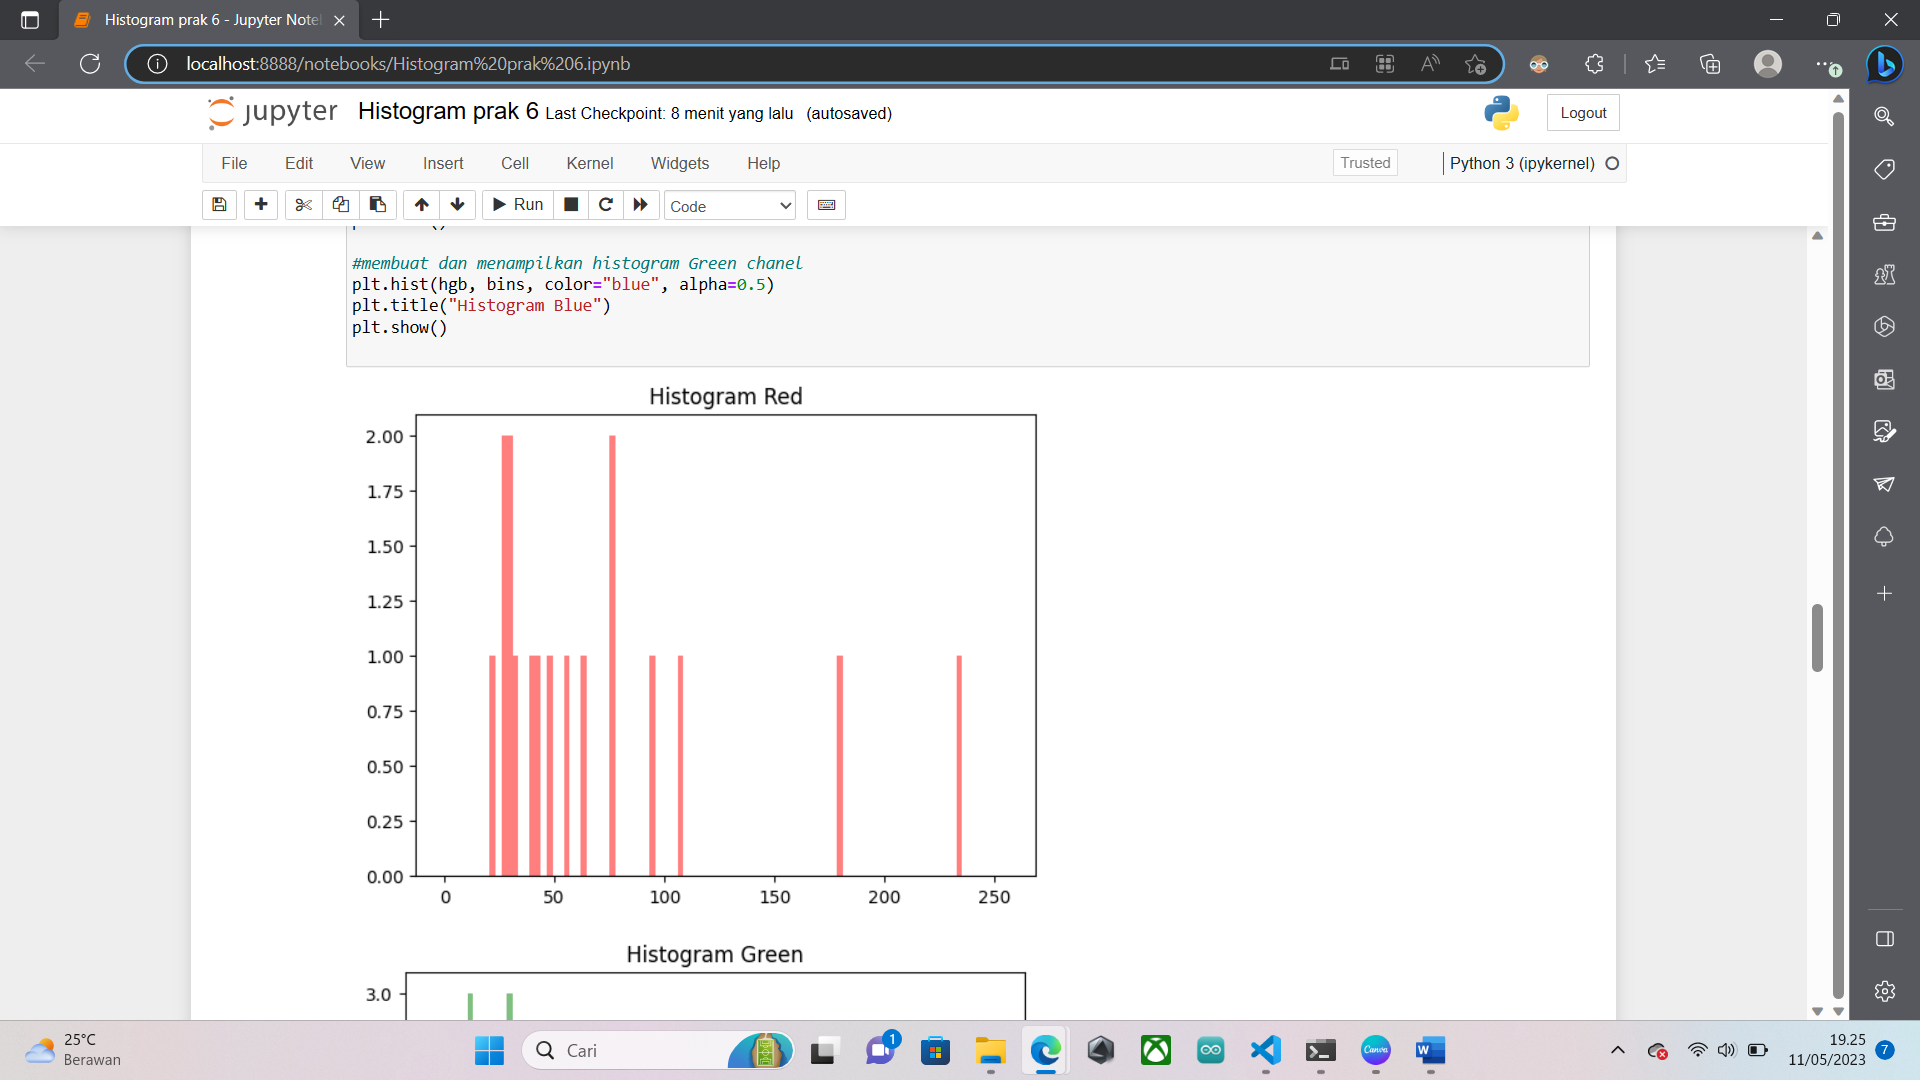 Histogram prak 6 - Jupyter Note
localhost:8888/notebooks/Histogram%20prak%206.ipynb
jupyter Histogram prak 6 Last Checkpoint: 8 menit yang lalu (autosaved)
Logout
File Edit View Insert Cell Kernel Widgets Help
Trusted
Python 3 (ipykernel)
Run
Code
#membuat dan menampilkan histogram Green chanel
plt.hist(hgb, bins, color="blue", alpha=0.5)
plt.title("Histogram Blue")
plt.show()
Histogram Red
2.00
1.75
1.50
1.25
1.00
0.75
0.50
0.25
0.00
0 50 100 150 200 250
Histogram Green
3.0
25°C
Berawan
Cari
1
Canva
W
19.25
11/05/2023
7